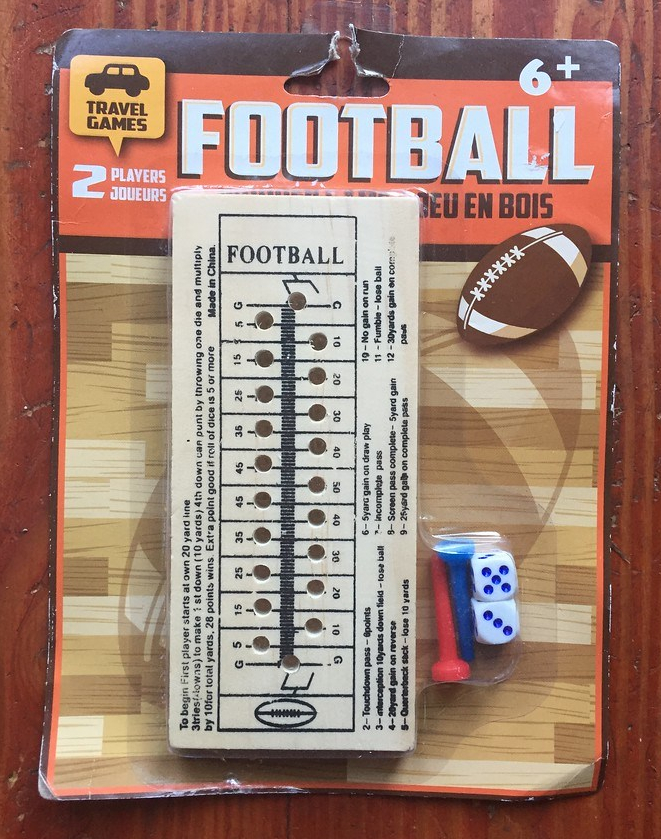 TRAVEL
GAMES
6+
FOOTBALL
2 PLAYERS
JOUEURS
JEU EN BOIS
To begin First player starts at own 20 yard line
3tries(downs) to make 1st down (10 yards) 4th down can punt by throwing one die and multiply
by 10for total yards. 28 points wins. Extra point good if roll of dice is 5 or more Made in China.
FOOTBALL
G G
5 10
15 20
25 30
35 40
45 50
45 40
35 30
25 20
15 10
5
G G
2– Touchdown pass – 6points
3– interception 10yards down field – lose ball
4– 20yard gain on reverse
5– Quarterback sack – lose 10 yards
6– 5yard gain on draw play
7– incomplete pass
8– Screen pass complete– 5yard gain
9– 25yard gain on complete pass
10– No gain on run
11– Fumble– lose ball
12– 30yards gain on complete
pass